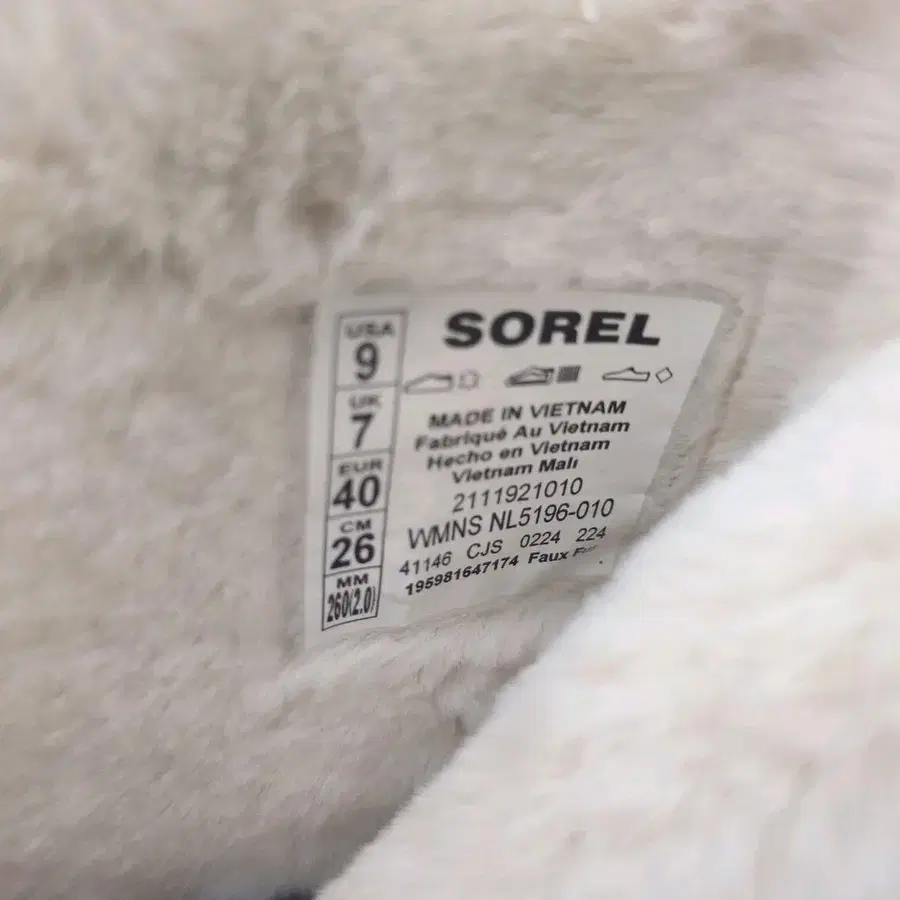 USA
9
UK
7
EUR
40
CM
26
MM
260(2.0)
SOREL
MADE IN VIETNAM
Fabriqué Au Vietnam
Hecho en Vietnam
Vietnam Mali
2111921010
WMNS NL5196-010
41146 CJS 0224 224
195981647174 Faux